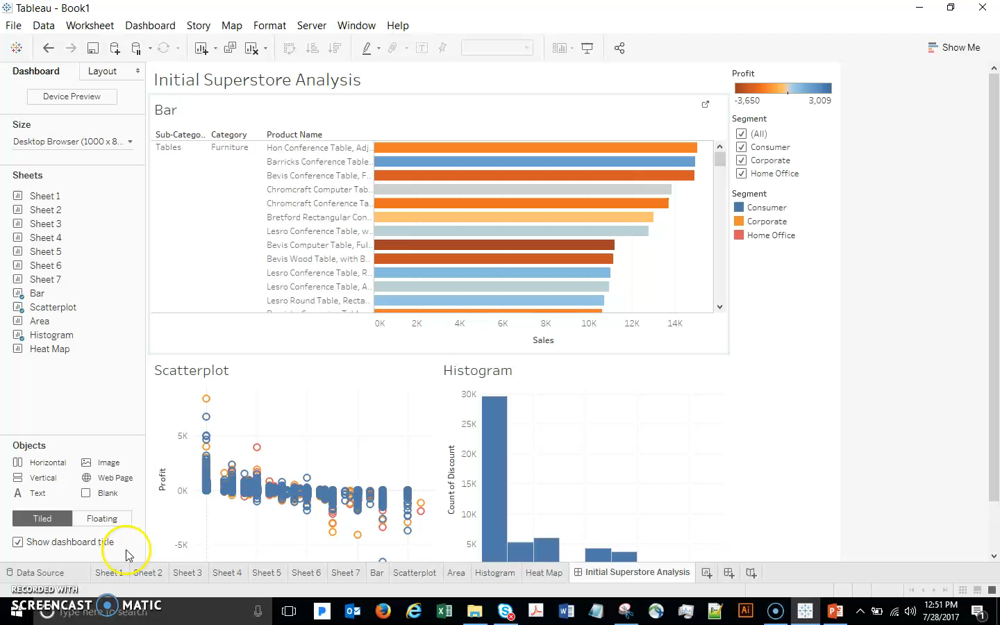 Tableau - Book1
File Data Worksheet Dashboard Story Map Format Server Window Help
Show Me
Dashboard Layout
Device Preview
Size
Desktop Browser (1000 x 8...
Sheets
Sheet 1
Sheet 2
Sheet 3
Sheet 4
Sheet 5
Sheet 6
Sheet 7
Bar
Scatterplot
Area
Histogram
Heat Map
Objects
Horizontal Image
Vertical Web Page
Text Blank
Tiled Floating
Show dashboard title
Initial Superstore Analysis
Bar
Sub-Catego.. Category Product Name
Tables Furniture Hon Conference Table, Adj..
Barricks Conference Table..
Bevis Conference Table, F..
Chromcraft Computer Tab..
Chromcraft Conference Ta..
Bretford Rectangular Con..
Lesro Conference Table, w..
Bevis Computer Table, Ful..
Bevis Wood Table, with B..
Lesro Conference Table, R..
Lesro Conference Table, A..
Lesro Round Table, Recta..
0K 2K 4K 6K 8K 10K 12K 14K
Sales
Profit
-3,650 3,009
Segment
(All)
Consumer
Corporate
Home Office
Segment
Consumer
Corporate
Home Office
Scatterplot
5K
0K
-5K
Profit
Histogram
30K
25K
20K
15K
10K
5K
Count of Discount
Data Source Sheet 1 Sheet 2 Sheet 3 Sheet 4 Sheet 5 Sheet 6 Sheet 7 Bar Scatterplot Area Histogram Heat Map Initial Superstore Analysis
RECORDED WITH
SCREENCAST MATIC
Type here to search
12:51 PM
7/28/2017
1